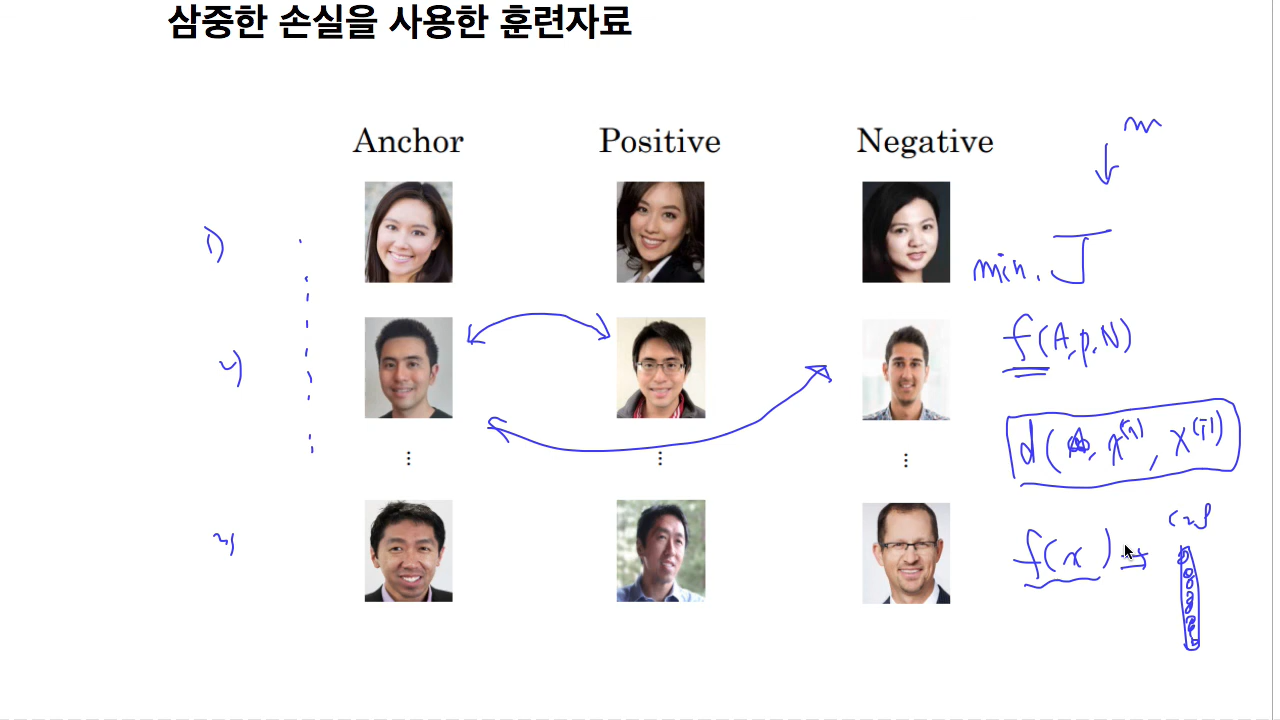 삼중한 손실을 사용한 훈련자료
Anchor Positive Negative
m
1)
min. J
2)
f(A,p,N)
f(x)